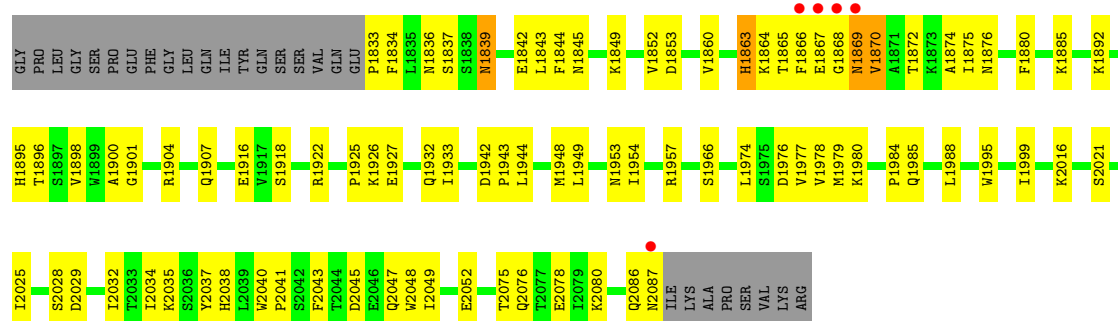 GLY PRO LEU GLY SER PRO GLU PHE GLY LEU GLN ILE TYR GLN SER SER VAL GLN GLU P1833 F1834 L1835 N1836 S1837 S1838 N1839 E1842 L1843 F1844 N1845 K1849 V1852 D1853 V1860 H1863 K1864 T1865 F1866 E1867 G1868 N1869 V1870 A1871 T1872 K1873 A1874 I1875 N1876 F1880 K1885 K1892
H1895 T1896 S1897 V1898 W1899 A1900 G1901 R1904 Q1907 E1916 V1917 S1918 R1922 P1925 K1926 E1927 Q1932 I1933 D1942 P1943 L1944 M1948 L1949 N1953 I1954 R1957 S1966 L1974 S1975 D1976 V1977 V1978 M1979 K1980 P1984 Q1985 L1988 W1995 I1999 K2016 S2021
I2025 S2028 D2029 I2032 T2033 I2034 K2035 S2036 Y2037 H2038 L2039 W2040 P2041 S2042 F2043 T2044 D2045 E2046 Q2047 W2048 I2049 E2052 T2075 Q2076 T2077 E2078 I2079 K2080 Q2086 N2087 ILE LYS ALA PRO SER VAL LYS ARG